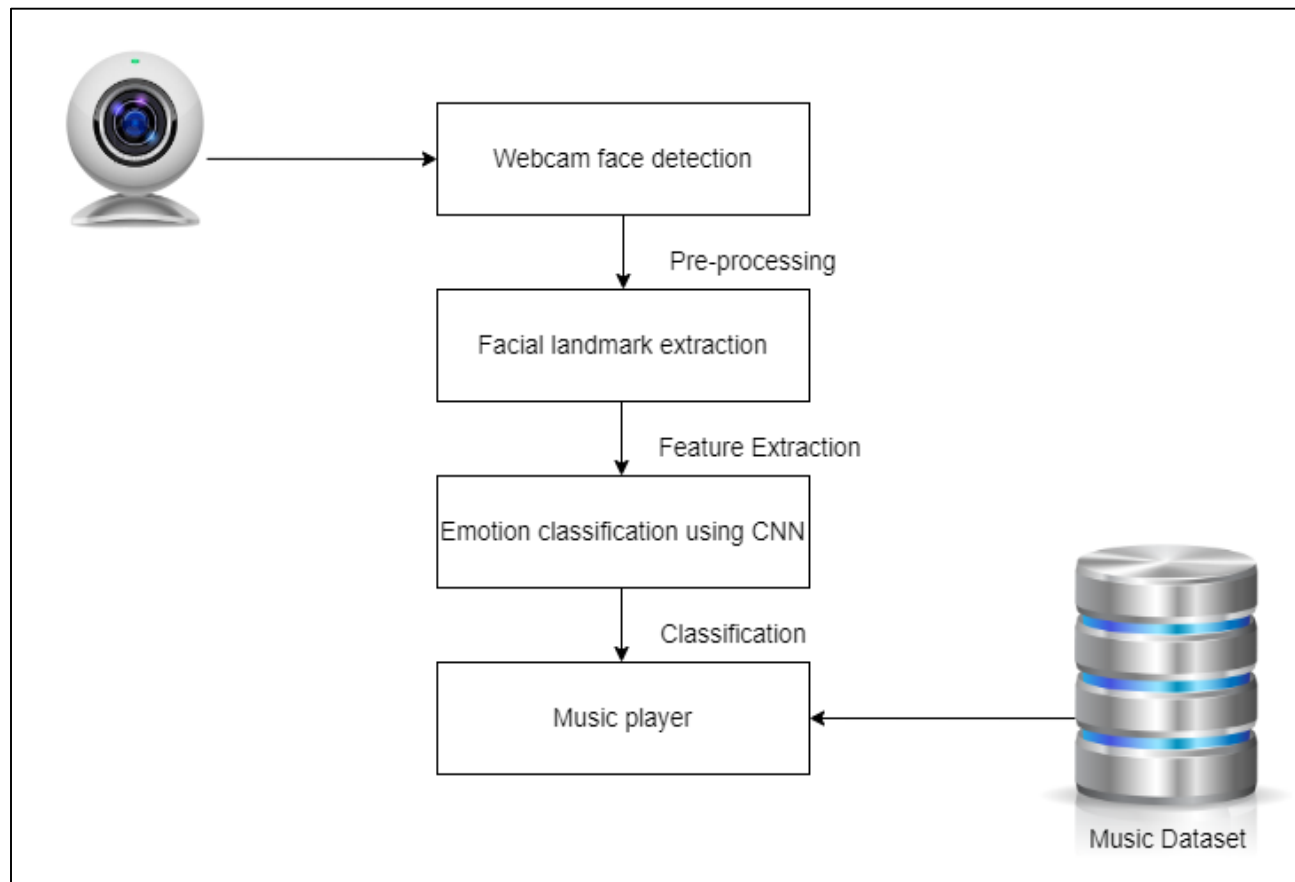 Webcam face detection
Pre-processing
Facial landmark extraction
Feature Extraction
Emotion classification using CNN
Classification
Music player
Music Dataset